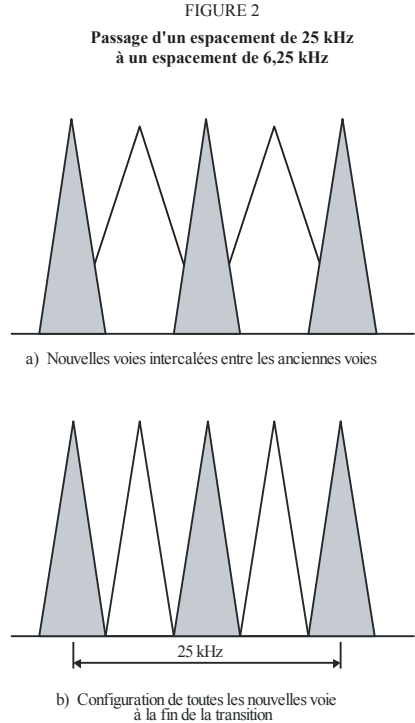 FIGURE 2
Passage d'un espacement de 25 kHz
à un espacement de 6,25 kHz
a) Nouvelles voies intercalées entre les anciennes voies
25 kHz
b) Configuration de toutes les nouvelles voie
à la fin de la transition